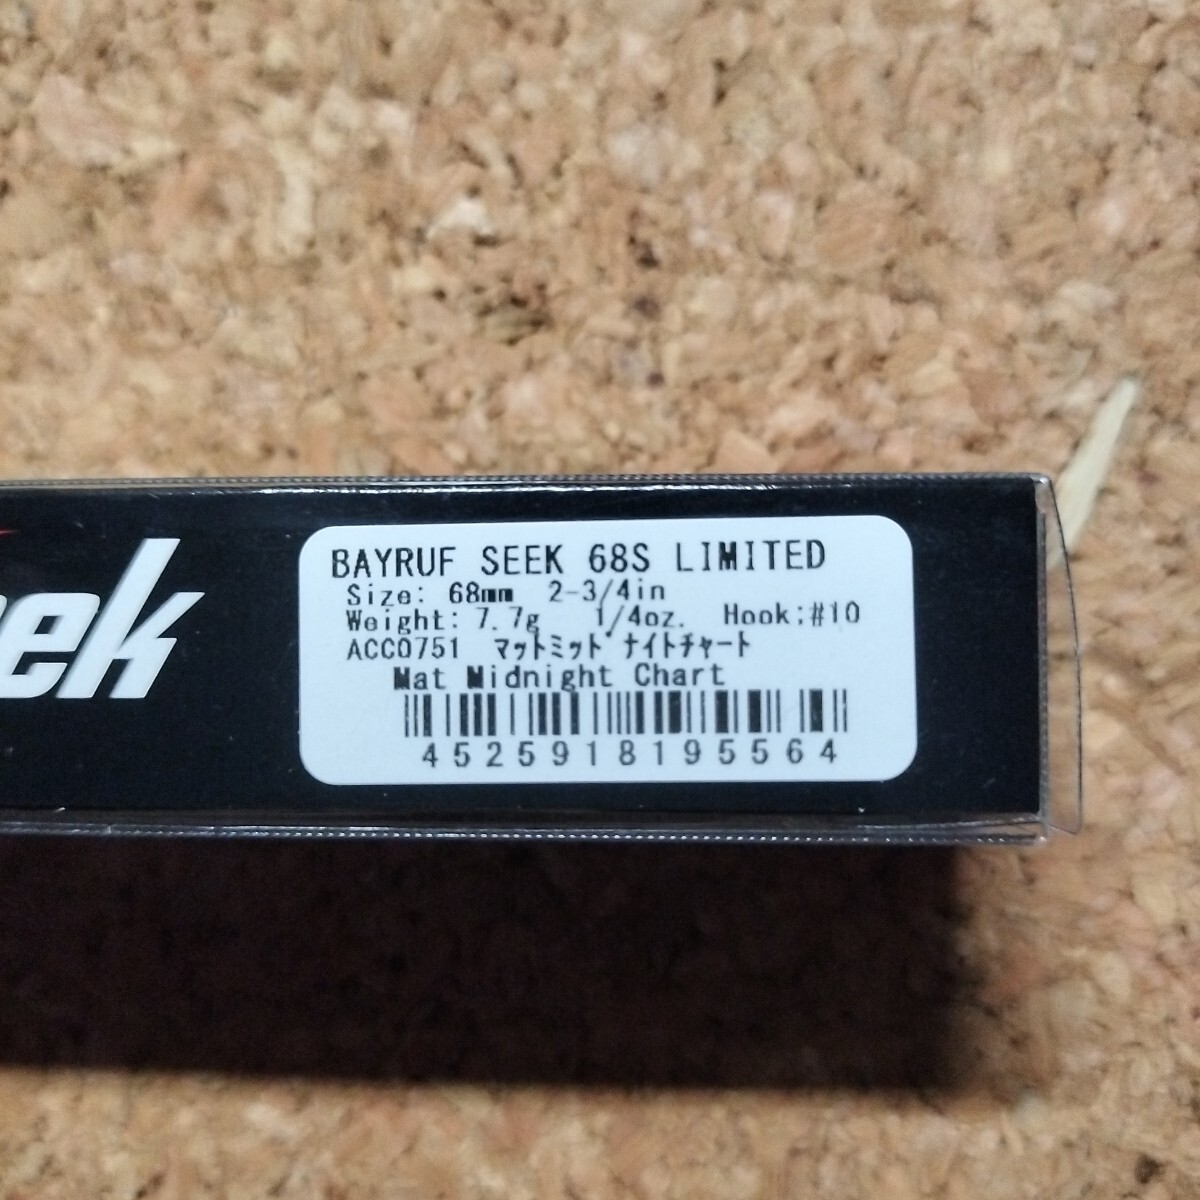 eek
BAYRUF SEEK 68S LIMITED
Size: 68mm 2-3/4in
Weight: 7.7g 1/4oz. Hook:#10
ACC0751 マットミッドナイトチャート
Mat Midnight Chart
4525918195564